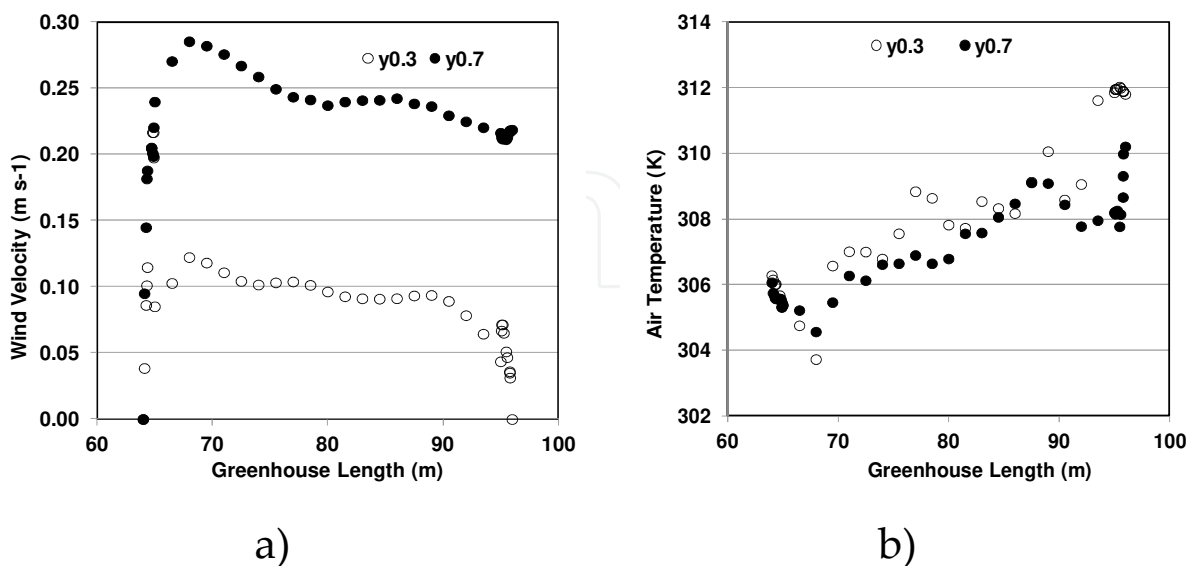 0.30
0.25
0.20
0.15
0.10
0.05
0.00
Wind Velocity (m s-1)
y0.3 y0.7
60 70 80 90 100
Greenhouse Length (m)
a)
314
312
310
308
306
304
302
Air Temperature (K)
y0.3 y0.7
60 70 80 90 100
Greenhouse Length (m)
b)